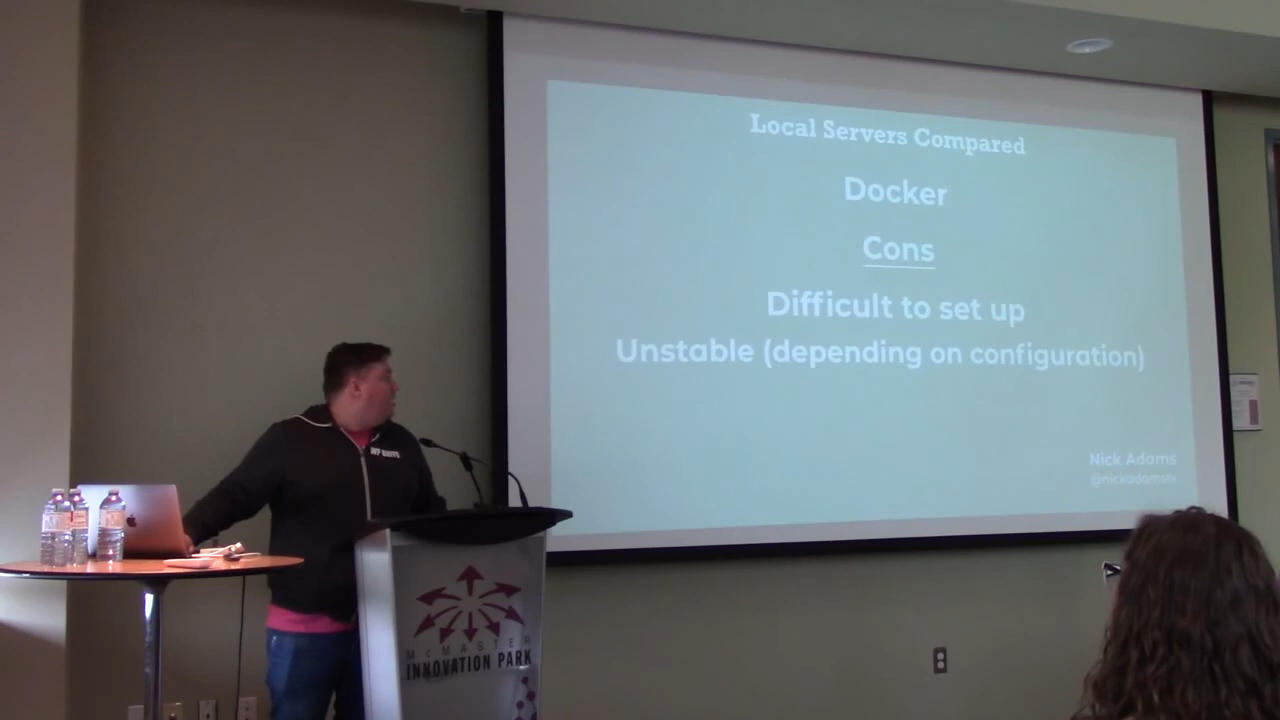 Local Servers Compared
Docker
Cons
Difficult to set up
Unstable (depending on configuration)
Nick Adams
McMASTER
INNOVATION PARK